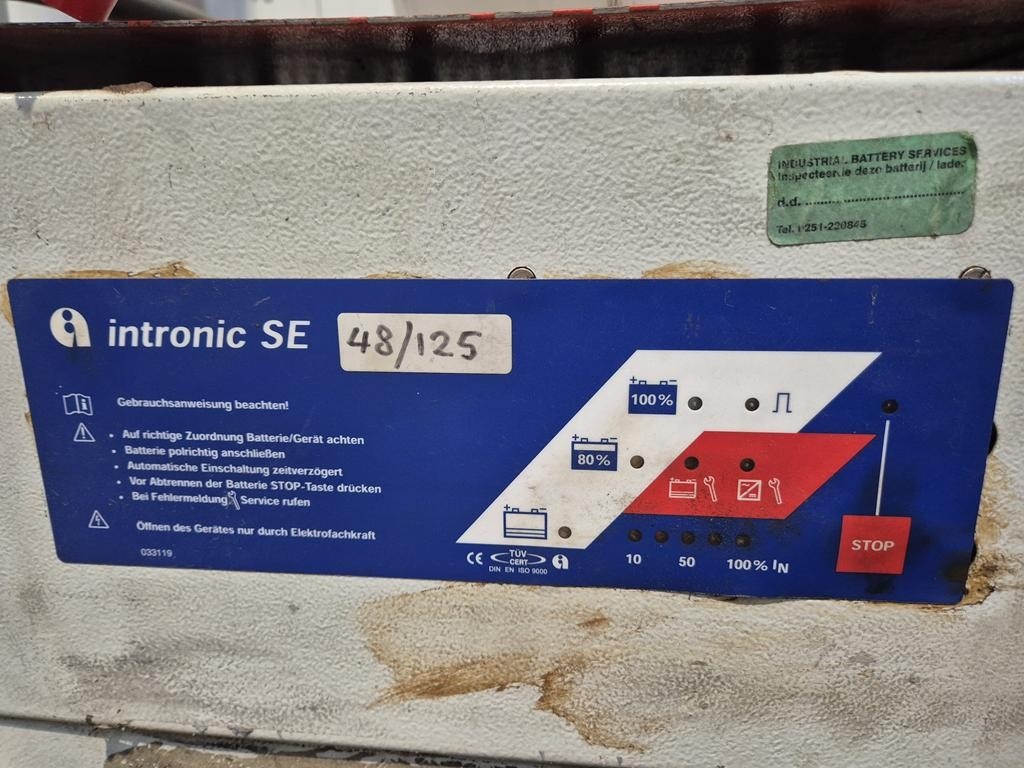 INDUSTRIAL BATTERY SERVICES
Inspecteer deze batterij / lader
d.d. ........................................
Tel. 0251-220845
intronic SE
48/125
Gebrauchsanweisung beachten!
• Auf richtige Zuordnung Batterie/Gerät achten
• Batterie polrichtig anschließen
• Automatische Einschaltung zeitverzögert
• Vor Abtrennen der Batterie STOP-Taste drücken
• Bei Fehlermeldung Service rufen
Öffnen des Gerätes nur durch Elektrofachkraft
033119
100%
80%
STOP
CE TÜV CERT
DIN EN ISO 9000
10 50 100% IN